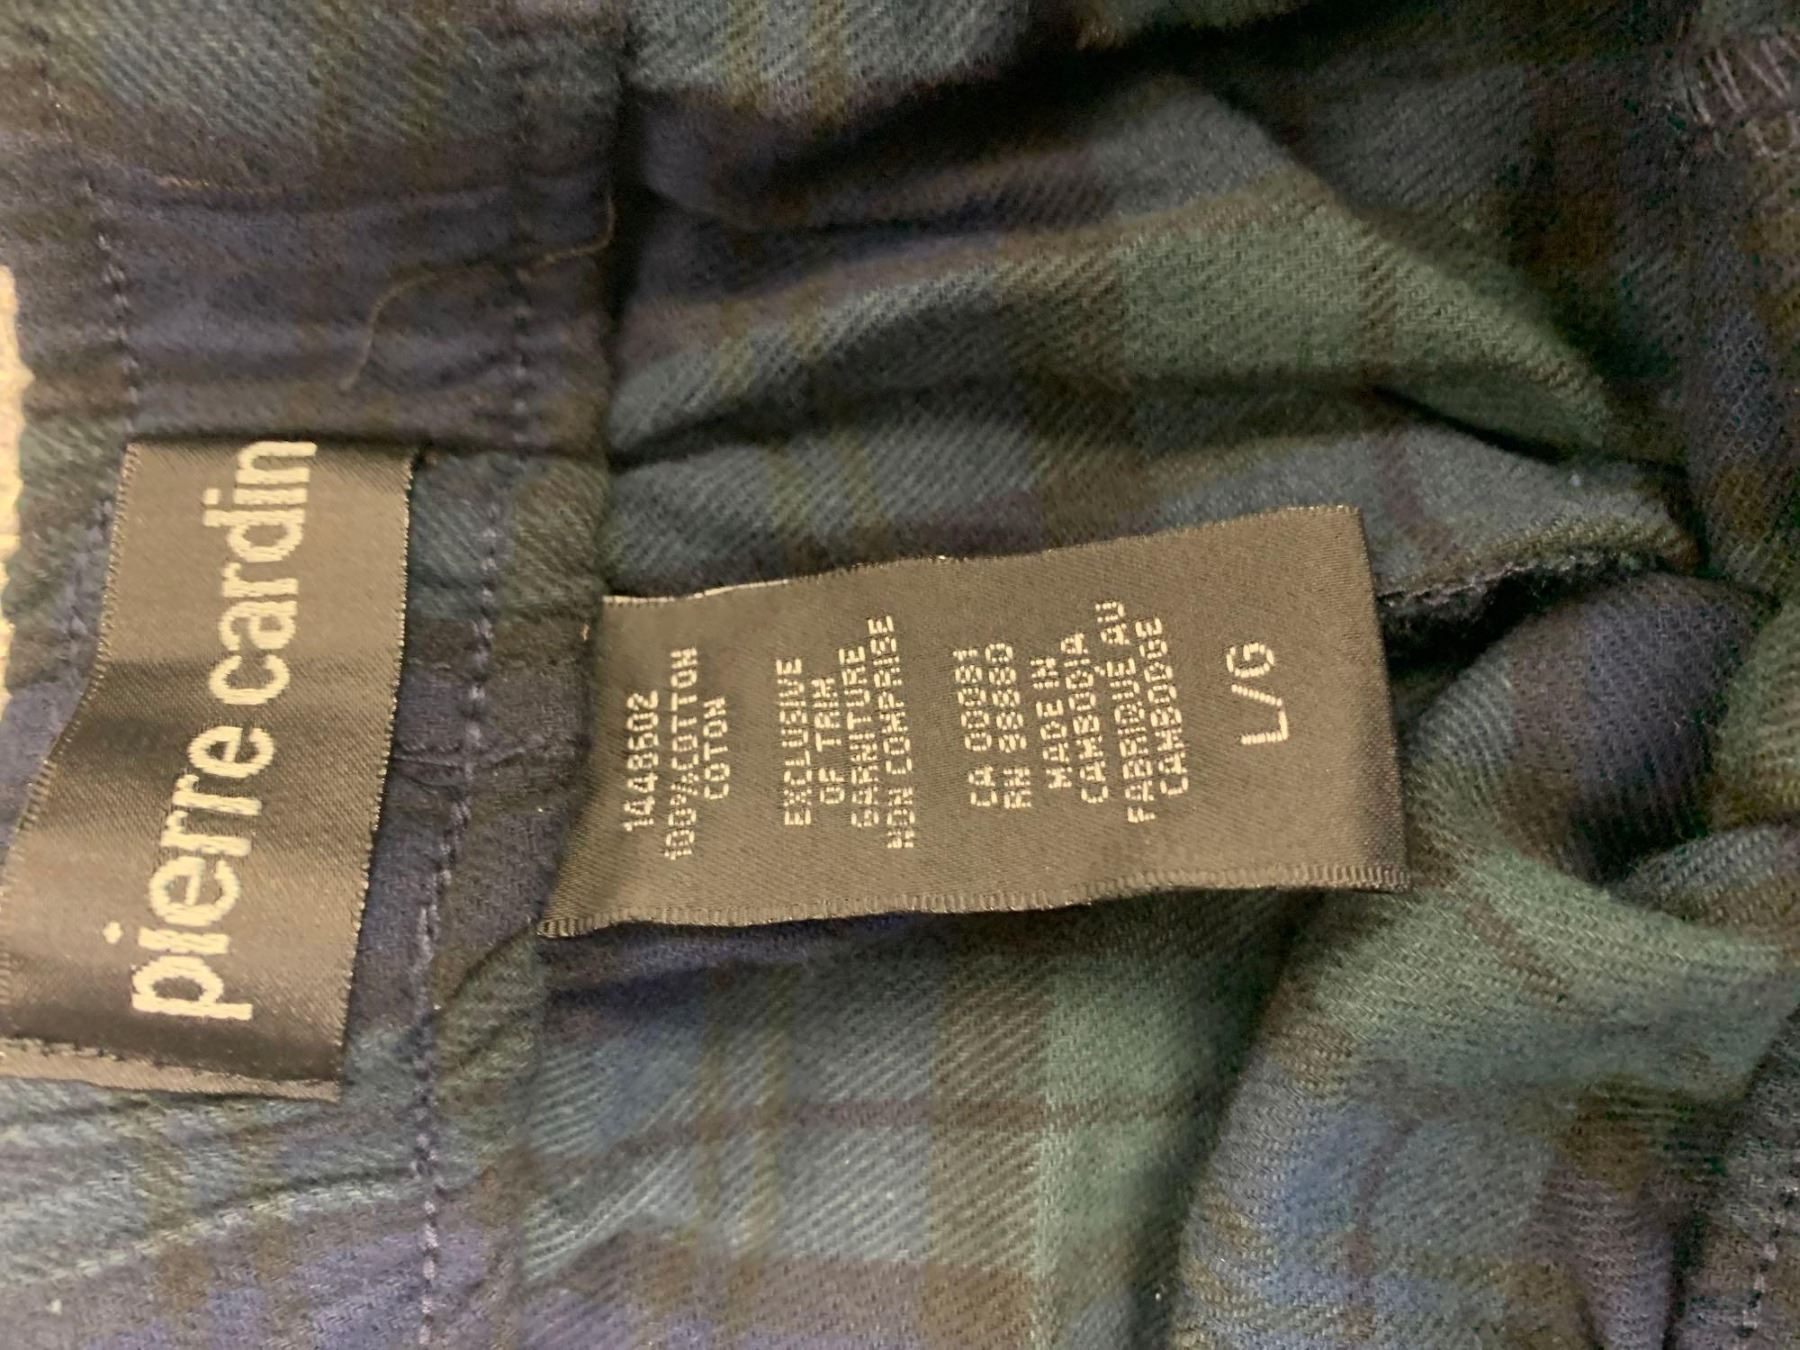 pierre cardin
1448602
100% COTTON
COTON
EXCLUSIVE
OF TRIM
GARNITURE
NON COMPRISE
CA 00081
RN
MADE IN
CAMBODIA
FABRIQUE AU
CAMBODGE
L/G